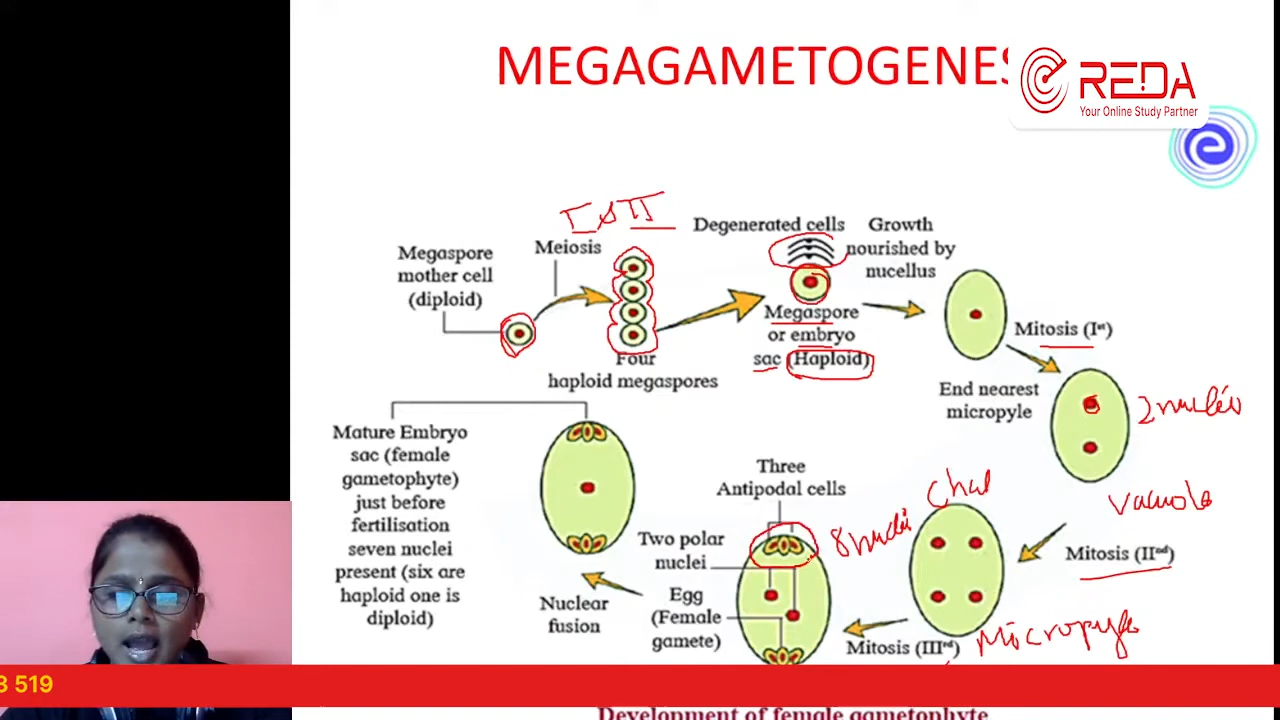 MEGAGAMETOGENES
REDA
Your Online Study Partner
e
I & II
Degenerated cells
Growth
nourished by
nucellus
Megaspore
mother cell
(diploid)
Meiosis
Four
haploid megaspores
Megaspore
or embryo
sac (Haploid)
Mitosis (Iˢᵗ)
End nearest
micropyle
2 nuclei
Mature Embryo
sac (female
gametophyte)
just before
fertilisation
seven nuclei
present (six are
haploid one is
diploid)
Three
Antipodal cells
Two polar
nuclei
Egg
(Female
gamete)
Nuclear
fusion
8 nuclei
Chal
vacuole
Mitosis (IIⁿᵈ)
Mitosis (IIIʳᵈ)
Micropyle
3 519
Development of female gametophyte